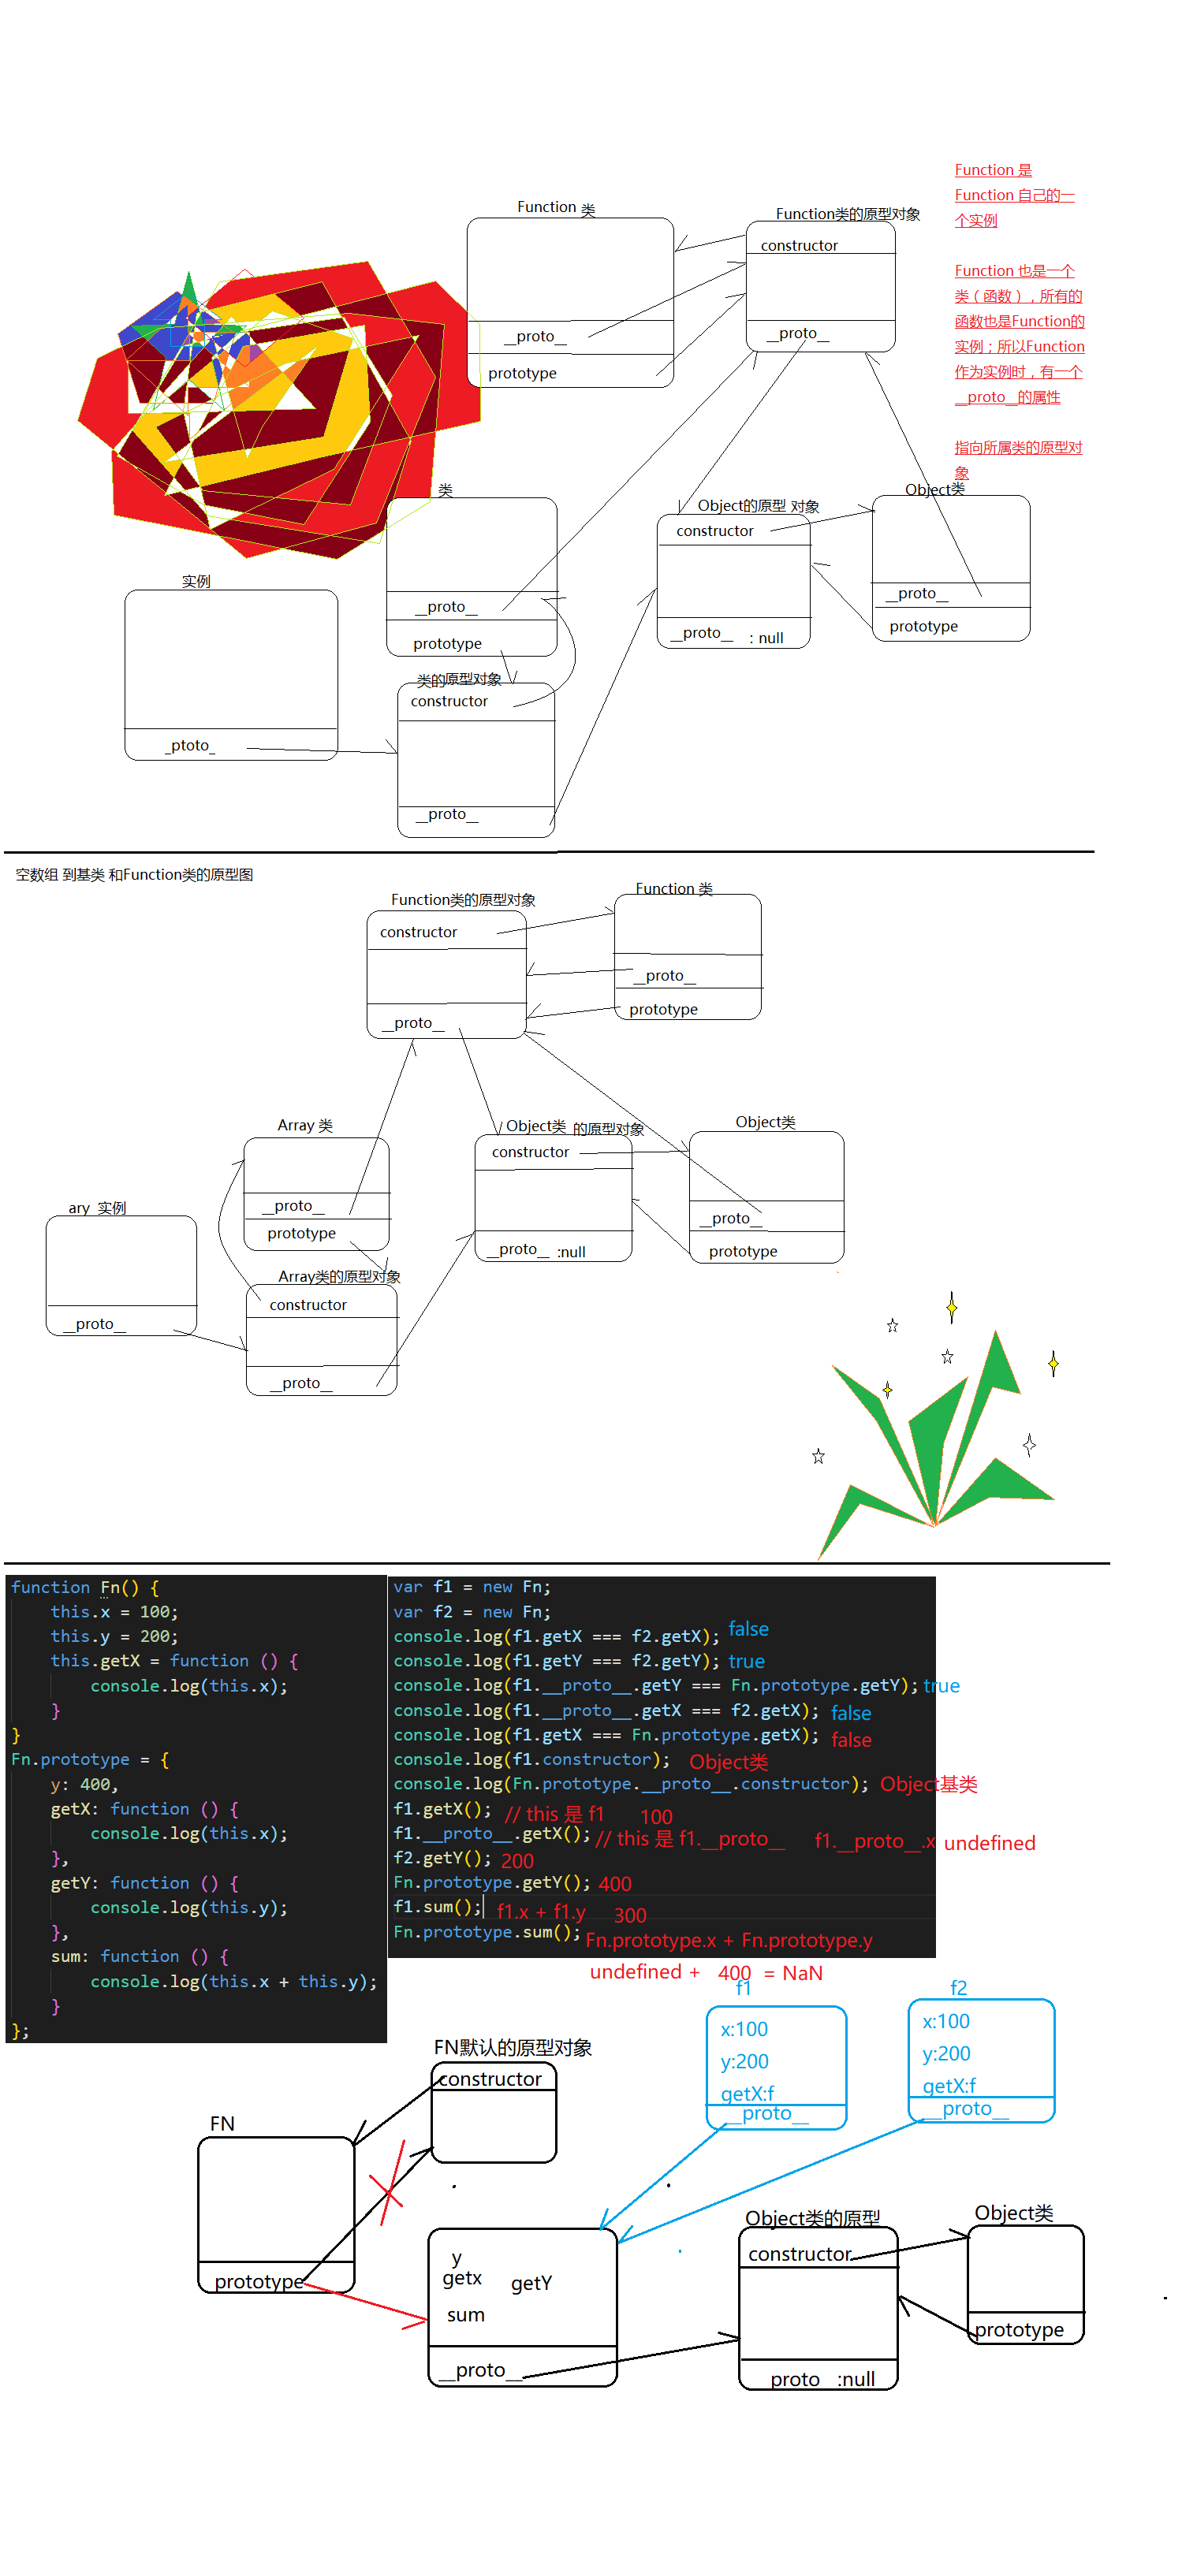 Function 类
Function类的原型对象
constructor
__proto__
prototype
__proto__
Function 是
Function 自己的一
个实例
Function 也是一个
类（函数），所有的
函数也是Function的
实例；所以Function
作为实例时，有一个
__proto__的属性
指向所属类的原型对
象
类
__proto__
prototype
Object的原型 对象
constructor
__proto__ : null
Object类
__proto__
prototype
实例
_ptoto_
类的原型对象
constructor
__proto__
空数组 到基类 和Function类的原型图
Function类的原型对象
constructor
__proto__
Function 类
__proto__
prototype
Array 类
__proto__
prototype
Object类 的原型对象
constructor
__proto__ :null
Object类
__proto__
prototype
ary 实例
__proto__
Array类的原型对象
constructor
__proto__
function Fn() {
this.x = 100;
this.y = 200;
this.getX = function () {
console.log(this.x);
}
}
Fn.prototype = {
y: 400,
getX: function () {
console.log(this.x);
},
getY: function () {
console.log(this.y);
},
sum: function () {
console.log(this.x + this.y);
}
};
var f1 = new Fn;
var f2 = new Fn;
console.log(f1.getX === f2.getX); false
console.log(f1.getY === f2.getY); true
console.log(f1.__proto__.getY === Fn.prototype.getY); true
console.log(f1.__proto__.getX === f2.getX); false
console.log(f1.getX === Fn.prototype.getX); false
console.log(f1.constructor); Object类
console.log(Fn.prototype.__proto__.constructor); Object基类
f1.getX(); // this 是 f1 100
f1.__proto__.getX(); // this 是 f1.__proto__ f1.__proto__.x undefined
f2.getY(); 200
Fn.prototype.getY(); 400
f1.sum(); f1.x + f1.y 300
Fn.prototype.sum(); Fn.prototype.x + Fn.prototype.y
undefined + 400 = NaN
f1
x:100
y:200
getX:f
__proto__
f2
x:100
y:200
getX:f
__proto__
FN默认的原型对象
constructor
FN
prototype
y
getx getY
sum
__proto__
Object类的原型
constructor
proto :null
Object类
prototype